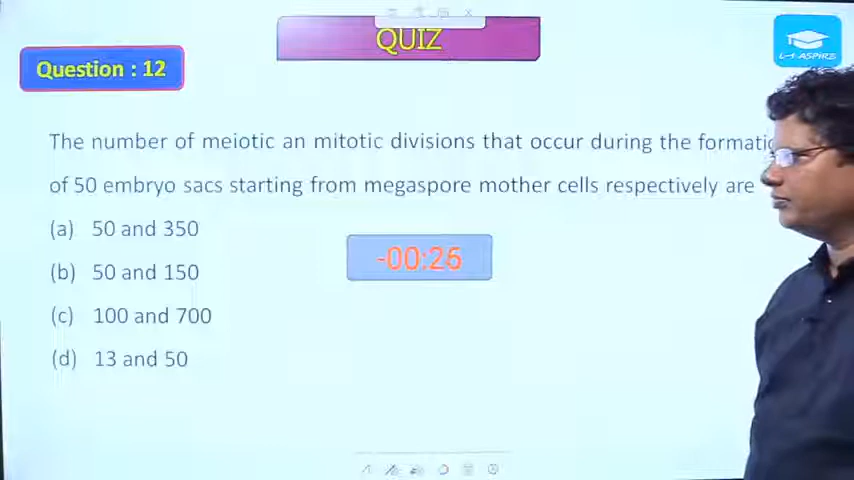 QUIZ
L-1 ASPIRE
Question : 12
The number of meiotic an mitotic divisions that occur during the
of 50 embryo sacs starting from megaspore mother cells respectively are
(a) 50 and 350
(b) 50 and 150
-00:26
(c) 100 and 700
(d) 13 and 50